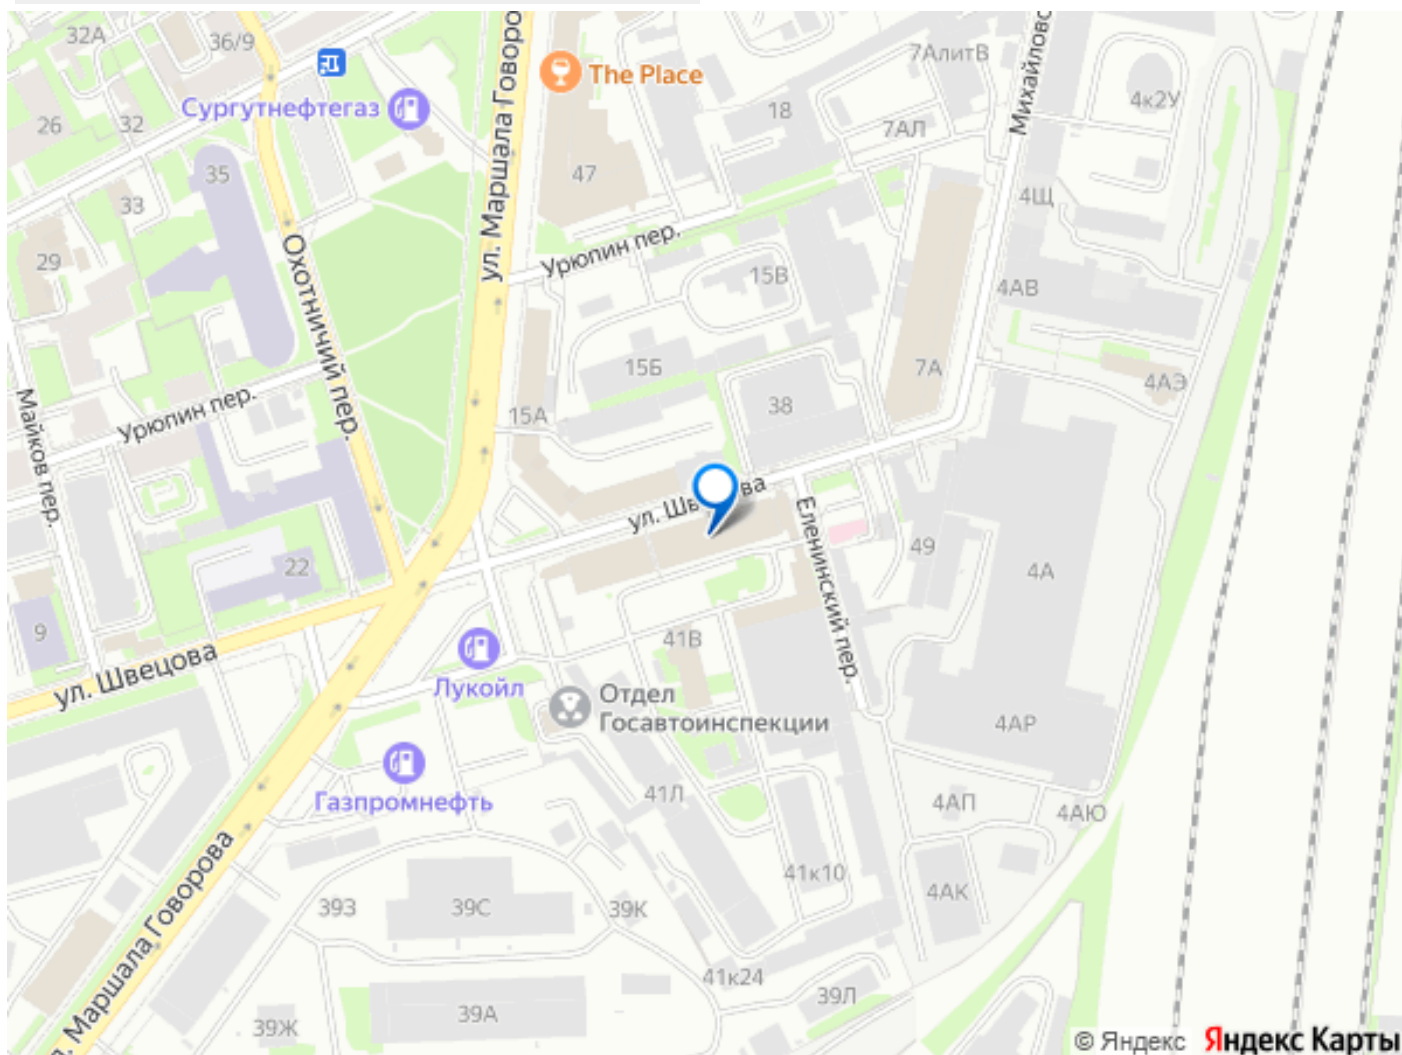 32А
36/9
The Place
7АлитВ
Михайловс
4к2У
Сургутнефтегаз
ул. Маршала Говоро
26
32
18
7АЛ
35
47
33
4Щ
Урюпин пер.
29
Охотничий пер.
15В
4АВ
15Б
7А
4АЭ
Майков пер.
Урюпин пер.
15А
38
ул. Шв
ва
Еленинский пер.
49
4А
22
9
41В
ул. Швецова
Лукойл
Отдел
Госавтоинспекции
4АР
Газпромнефть
41Л
4АП
4АЮ
41к10
4АК
39З
39С
39К
. Маршала Говорова
41к24
39Л
39Ж
39А
© Яндекс Яндекс Карты